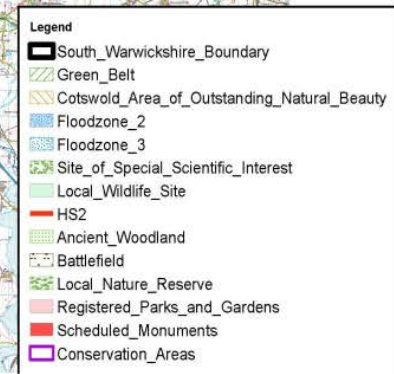 Legend
South_Warwickshire_Boundary
Green_Belt
Cotswold_Area_of_Outstanding_Natural_Beauty
Floodzone_2
Floodzone_3
Site_of_Special_Scientific_Interest
Local_Wildlife_Site
HS2
Ancient_Woodland
Battlefield
Local_Nature_Reserve
Registered_Parks_and_Gardens
Scheduled_Monuments
Conservation_Areas